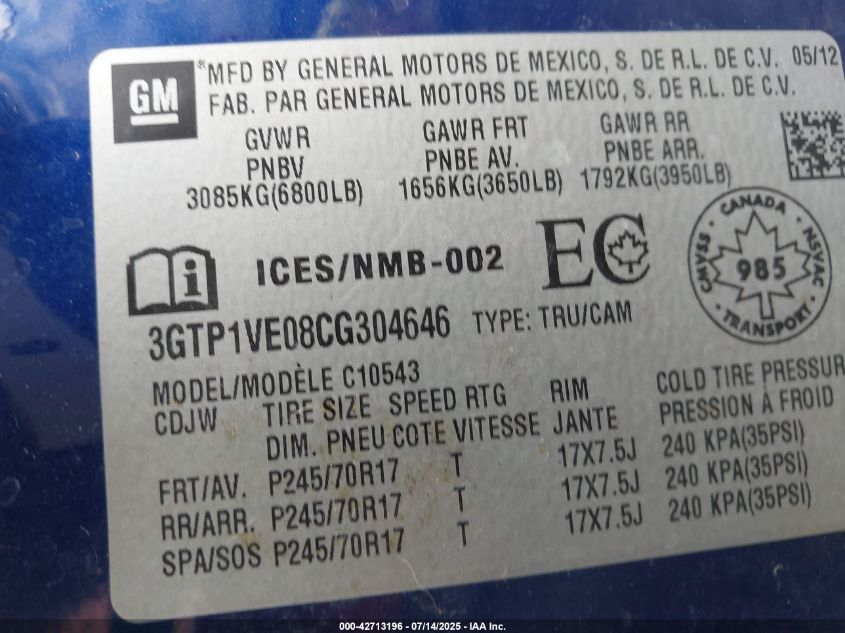 GM
*MFD BY GENERAL MOTORS DE MEXICO, S. DE R.L. DE C.V. 05/12
FAB. PAR GENERAL MOTORS DE MEXICO, S. DE R.L. DE C.V.
GVWR GAWR FRT GAWR RR
PNBV PNBE AV. PNBE ARR.
3085KG(6800LB) 1656KG(3650LB) 1792KG(3950LB)
i ICES/NMB-002 EC
CANADA
CMVSS 985 NSVAC
TRANSPORT
3GTP1VE08CG304646 TYPE: TRU/CAM
MODEL/MODÈLE C10543
CDJW TIRE SIZE SPEED RTG RIM COLD TIRE PRESSUR
DIM. PNEU COTE VITESSE JANTE PRESSION À FROID
FRT/AV. P245/70R17 T 17X7.5J 240 KPA(35PSI)
RR/ARR. P245/70R17 T 17X7.5J 240 KPA(35PSI)
SPA/SOS P245/70R17 T 17X7.5J 240 KPA(35PSI)
000-42713196 - 07/14/2025 - IAAI.COM